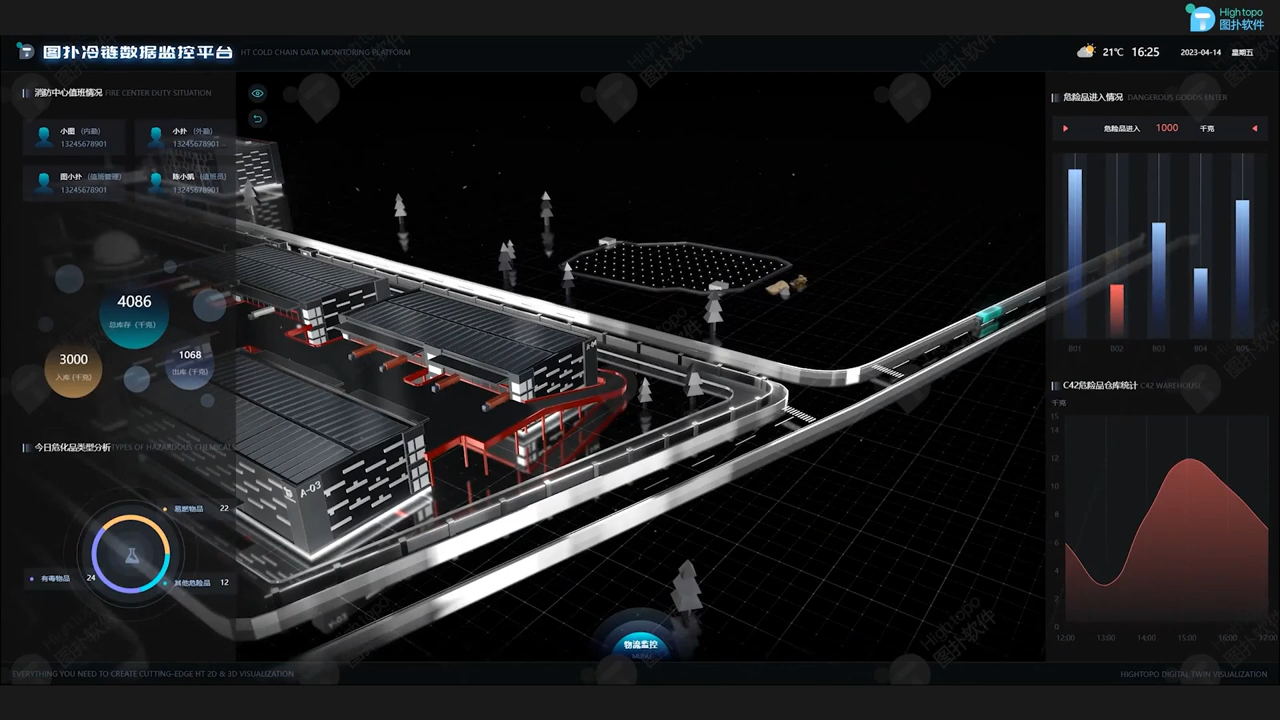 Hightopo
图扑软件
图扑冷链数据监控平台 HT COLD CHAIN DATA MONITORING PLATFORM
21℃ 16:25 2023-04-14 星期五
消防中心值班情况 FIRE CENTER DUTY SITUATION
小图 (内勤)
13245678901
小扑 (外勤)
13245678901
图小扑 (值班管理)
13245678901
陈小凯 (值班员)
13245678901
4086
总库存 (千克)
3000
入库 (千克)
1068
出库 (千克)
今日危化品类型分析 TYPES OF HAZARDOUS CHEMICALS
易燃物品 22
有毒物品 24
其他危险品 12
A-03
物流监控
MENU
危险品进入情况 DANGEROUS GOODS ENTER
危险品进入 1000 千克
B01 B02 B03 B04 B05
C42危险品仓库统计 C42 WAREHOUSE
千克
15
14
12
10
8
6
4
2
0
12:00 13:00 14:00 15:00 16:00 17:00
EVERYTHING YOU NEED TO CREATE CUTTING-EDGE HT 2D & 3D VISUALIZATION
HIGHTOPO DIGITAL TWIN VISUALIZATION